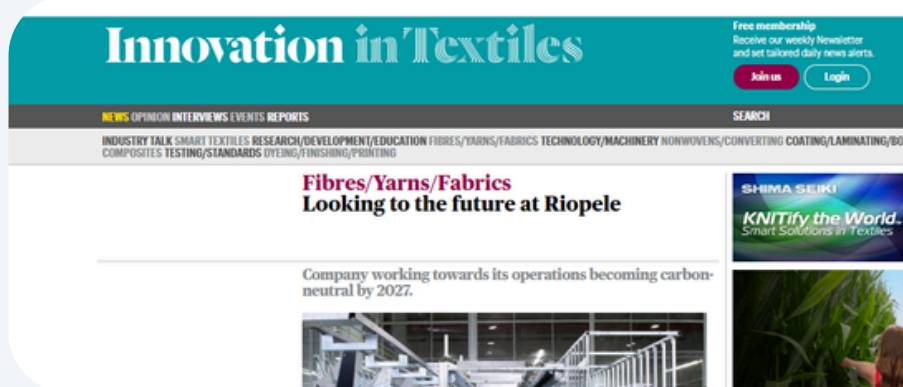 Innovation in Textiles
Free membership
Receive our weekly Newsletter
and set tailored daily news alerts.
Join us
Login
NEWS OPINION INTERVIEWS EVENTS REPORTS
SEARCH
INDUSTRY TALK SMART TEXTILES RESEARCH/DEVELOPMENT/EDUCATION FIBRES/YARNS/FABRICS TECHNOLOGY/MACHINERY NONWOVENS/CONVERTING COATING/LAMINATING/
COMPOSITES TESTING/STANDARDS DYEING/FINISHING/PRINTING
Fibres/Yarns/Fabrics
Looking to the future at Riopele
SHIMA SEIKI
KNITify the World.
Smart Solutions in Textiles
Company working towards its operations becoming carbon-
neutral by 2027.